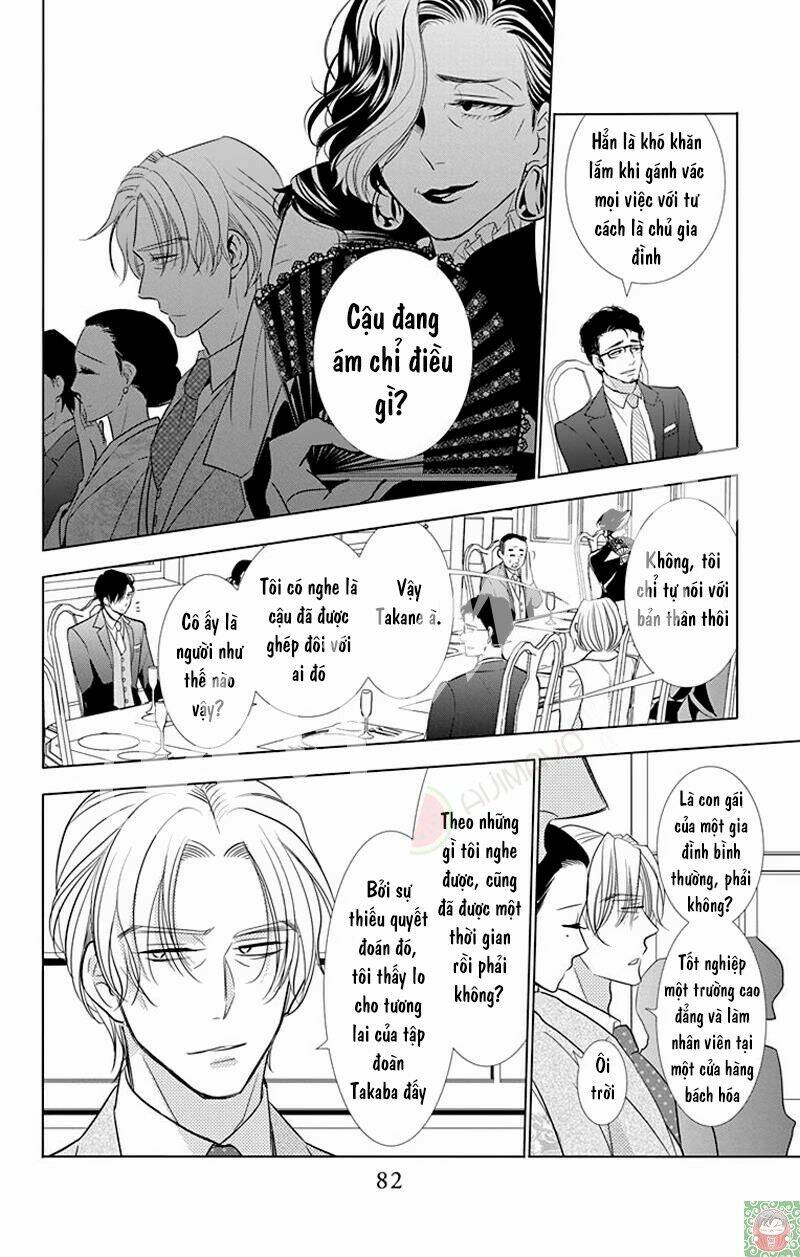 Hẳn là khó khăn
lắm khi gánh vác
mọi việc với tư
cách là chủ gia
đình
Cậu đang
ám chỉ điều
gì?
Không, tôi
chỉ tự nói với
bản thân thôi
Vậy
Takane à.
Tôi có nghe là
cậu đã được
ghép đôi với
ai đó
Cô ấy là
người như
thế nào
vậy?
Là con gái
của một gia
đình bình
thường, phải
không?
Tốt nghiệp
một trường cao
đẳng và làm
nhân viên tại
một cửa hàng
bách hóa
Ôi
trời
Theo những
gì tôi nghe
được, cũng
đã được một
thời gian
rồi phải
không?
Bởi sự
thiếu quyết
đoán đó,
tôi thấy lo
cho tương
lai của tập
đoàn
Takaba đấy
AIJIMAYO
82